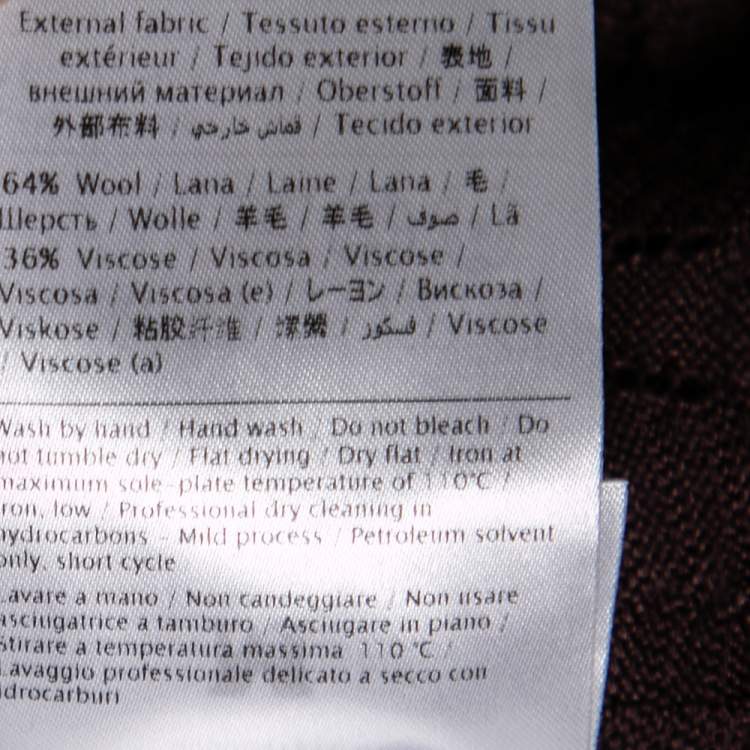 External fabric / Tessuto esterno / Tissu
extérieur / Tejido exterior / 表地 /
внешний материал / Oberstoff / 面料 /
外部布料 / قماش خارجي / Tecido exterior
64% Wool / Lana / Laine / Lana / 毛 /
Шерсть / Wolle / 羊毛 / 羊毛 / صوف / Lã
36% Viscose / Viscosa / Viscose /
Viscosa / Viscosa (e) / レーヨン / Вискоза /
Viskose / 粘胶纤维 / 嫘縈 / فسكوز / Viscose
/ Viscose (a)
Wash by hand / Hand wash / Do not bleach / Do
not tumble dry / Flat drying / Dry flat / Iron at
maximum sole-plate temperature of 110°C /
Iron, low / Professional dry cleaning in
hydrocarbons - Mild process / Petroleum solvent
only, short cycle
Lavare a mano / Non candeggiare / Non usare
asciugatrice a tamburo / Asciugare in piano /
Stirare a temperatura massima 110°C /
Lavaggio professionale delicato a secco con
idrocarburi